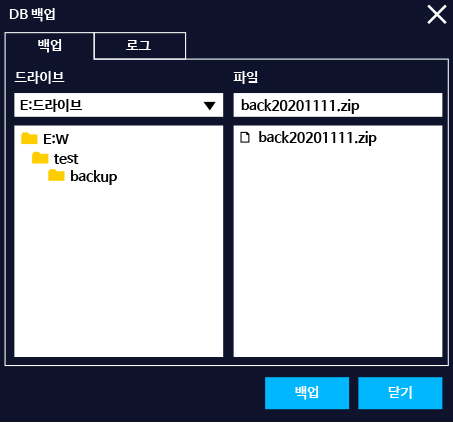 DB 백업
백업
로그
드라이브
파일
E:드라이브
back20201111.zip
E:W
test
backup
back20201111.zip
백업
닫기